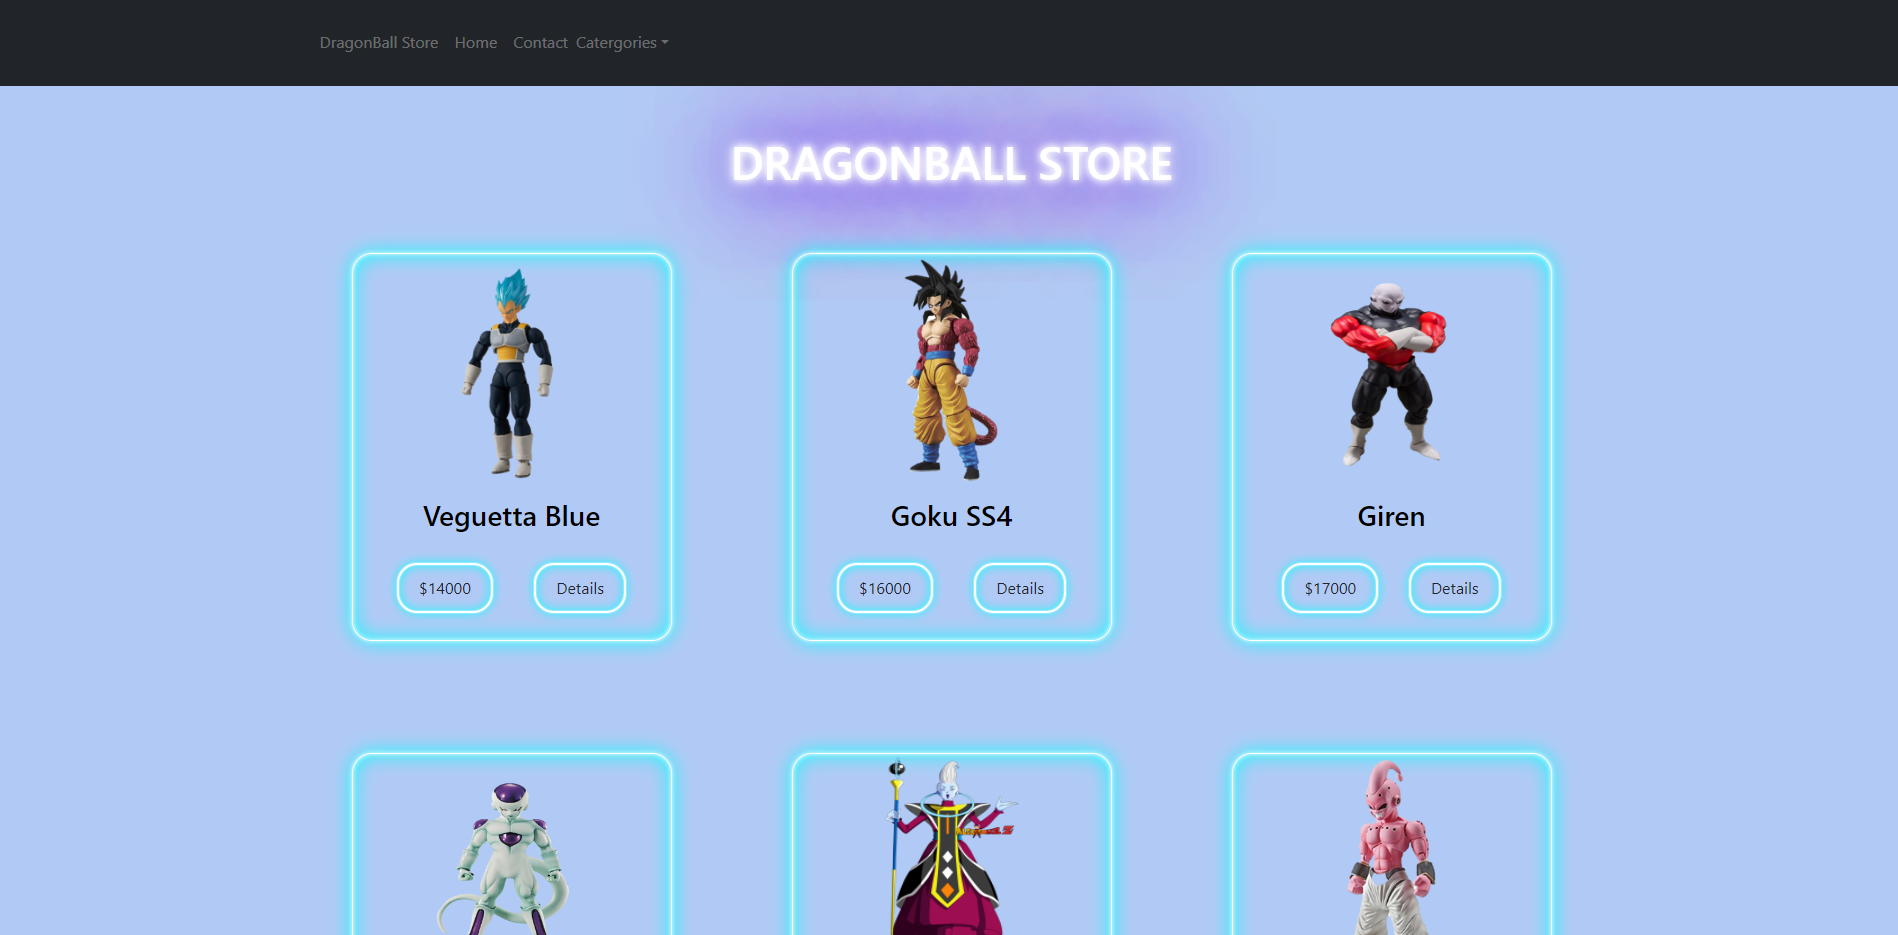 DragonBall Store Home Contact Catergories
DRAGONBALL STORE
Veguetta Blue
Goku SS4
Giren
$14000 Details
$16000 Details
$17000 Details